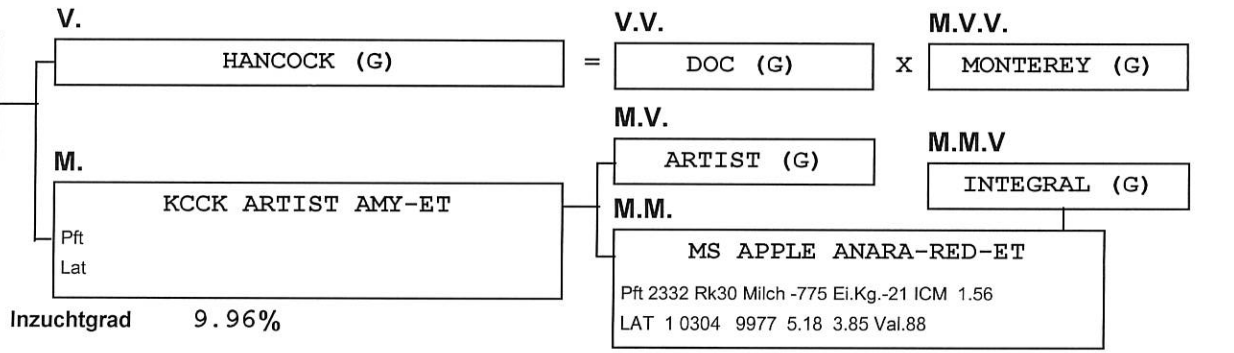 V.
V.V.
M.V.V.
HANCOCK (G)
=
DOC (G)
X
MONTEREY (G)
M.V.
ARTIST (G)
M.M.V
INTEGRAL (G)
M.
KCCK ARTIST AMY-ET
Pft
Lat
M.M.
MS APPLE ANARA-RED-ET
Pft 2332 Rk30 Milch -775 Ei.Kg.-21 ICM 1.56
LAT 1 0304 9977 5.18 3.85 Val.88
Inzuchtgrad 9.96%